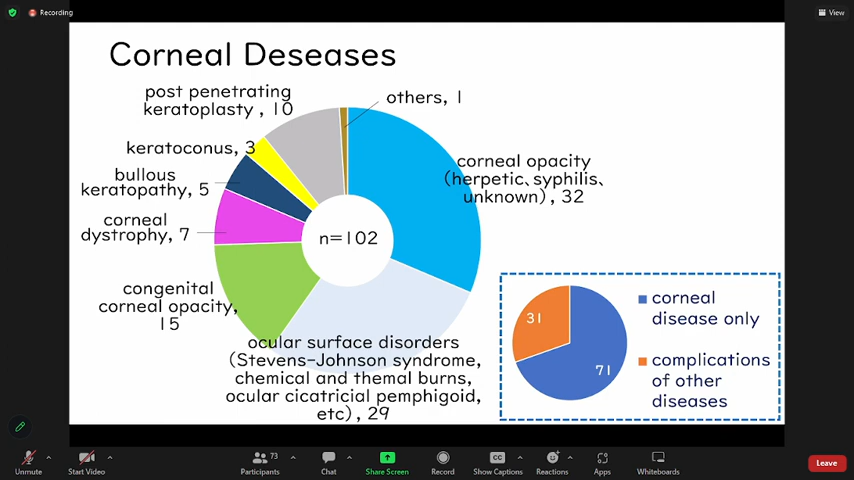 Recording
View
Corneal Deseases
post penetrating
keratoplasty , 10
others, 1
keratoconus, 3
bullous
keratopathy, 5
corneal
dystrophy, 7
congenital
corneal opacity,
15
corneal opacity
(herpetic、syphilis、
unknown), 32
n=102
ocular surface disorders
(Stevens-Johnson syndrome,
chemical and themal burns,
ocular cicatricial pemphigoid,
etc), 29
31
71
corneal
disease only
complications
of other
diseases
Unmute
Start Video
Participants
73
Chat
Share Screen
Record
CC
Show Captions
Reactions
Apps
Whiteboards
Leave